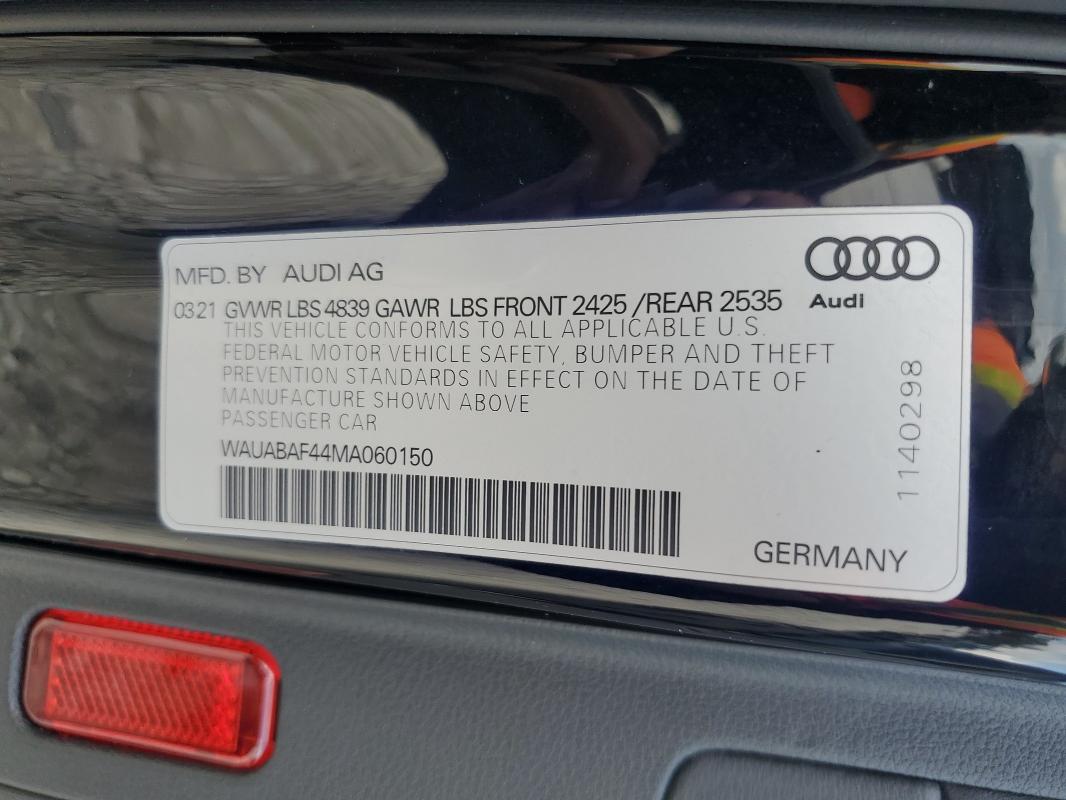 MFD. BY AUDI AG
Audi
0321 GVWR LBS 4839 GAWR LBS FRONT 2425 /REAR 2535
THIS VEHICLE CONFORMS TO ALL APPLICABLE U.S.
FEDERAL MOTOR VEHICLE SAFETY, BUMPER AND THEFT
PREVENTION STANDARDS IN EFFECT ON THE DATE OF
MANUFACTURE SHOWN ABOVE
PASSENGER CAR
WAUABAF44MA060150
1140298
GERMANY